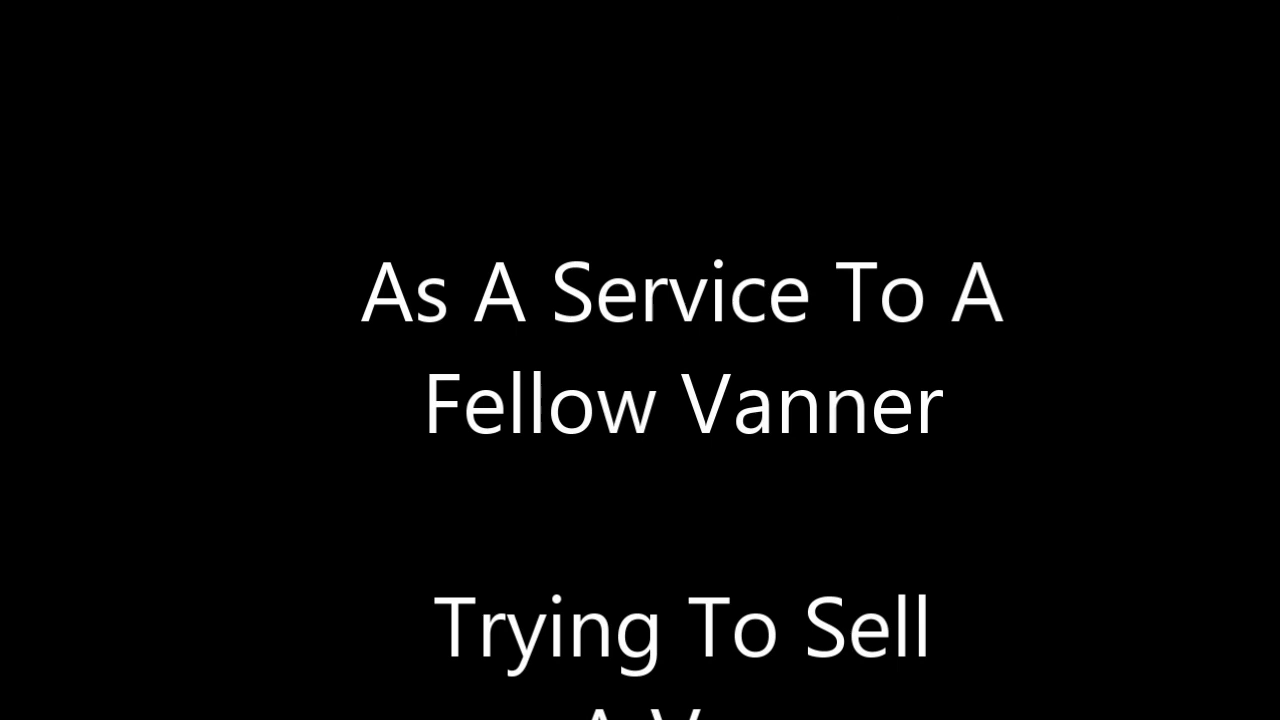 As A Service To A
Fellow Vanner
Trying To Sell